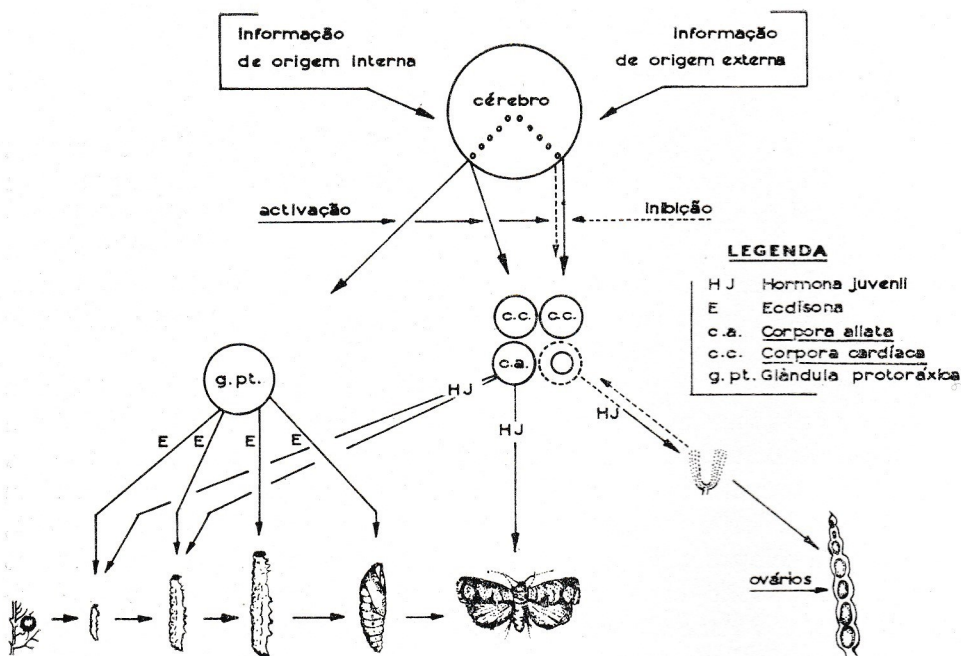 Informação
de origem interna
Informação
de origem externa
cérebro
activação
inibição
LEGENDA
HJ Hormona juvenil
E Ecdisona
c.a. Corpora allata
c.c. Corpora cardíaca
g.pt. Glândula protoráxica
c.c.
c.c.
c.a.
g.pt.
HJ
HJ
HJ
E
E
E
E
ovários